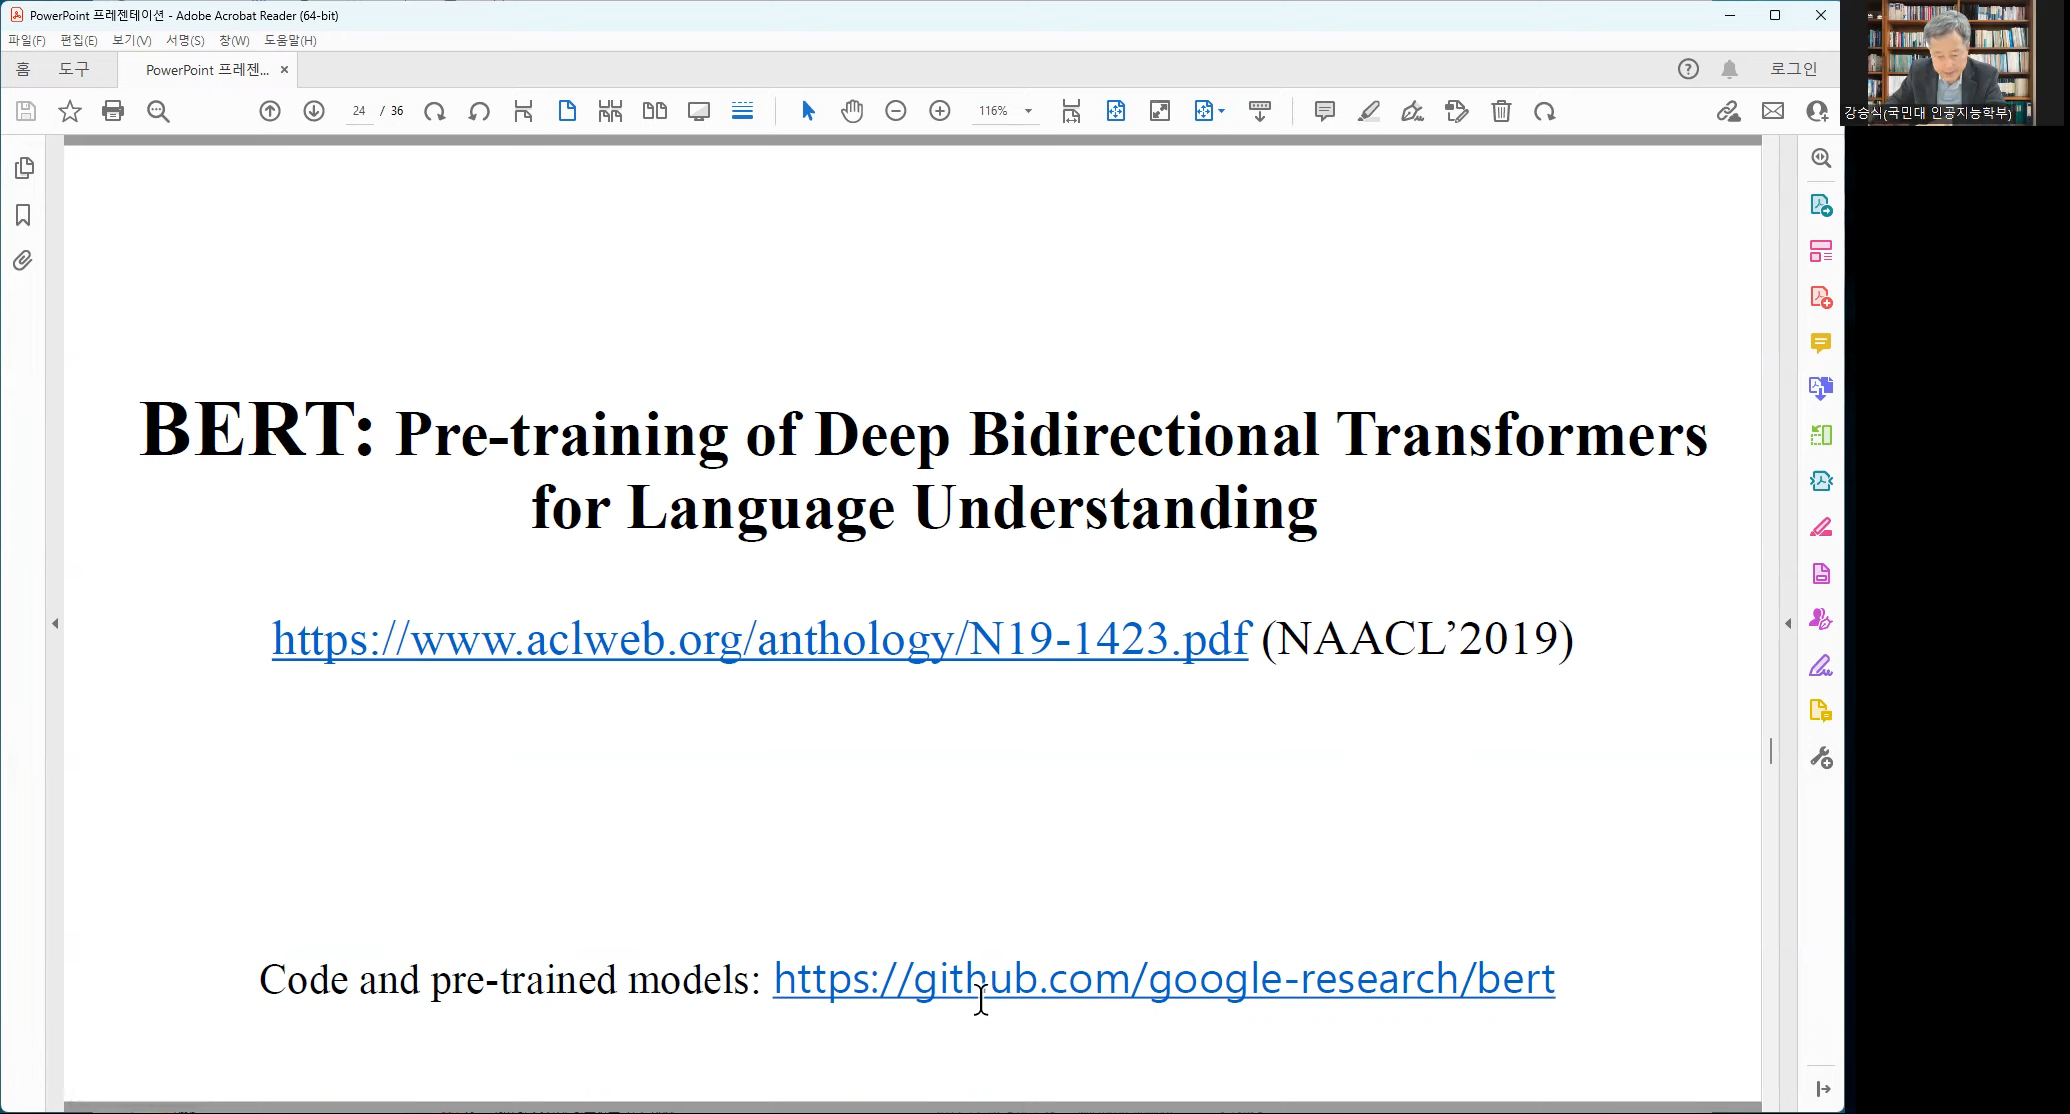 PowerPoint 프레젠테이션 - Adobe Acrobat Reader (64-bit)
파일(F) 편집(E) 보기(V) 서명(S) 창(W) 도움말(H)
홈 도구 PowerPoint 프레젠... × 로그인
24 / 36 116%
강승식(국민대 인공지능학부)
BERT: Pre-training of Deep Bidirectional Transformers
for Language Understanding
https://www.aclweb.org/anthology/N19-1423.pdf (NAACL’2019)
Code and pre-trained models: https://github.com/google-research/bert